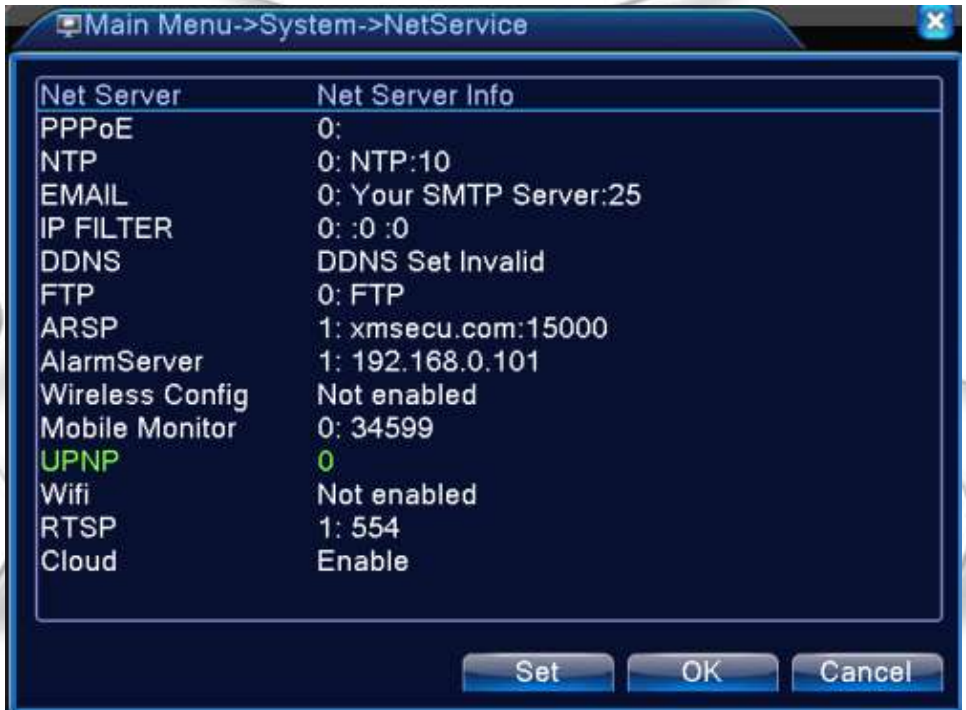 Main Menu->System->NetService
Net Server Net Server Info
PPPoE 0:
NTP 0: NTP:10
EMAIL 0: Your SMTP Server:25
IP FILTER 0: :0 :0
DDNS DDNS Set Invalid
FTP 0: FTP
ARSP 1: xmsecu.com:15000
AlarmServer 1: 192.168.0.101
Wireless Config Not enabled
Mobile Monitor 0: 34599
UPNP 0
Wifi Not enabled
RTSP 1: 554
Cloud Enable
Set OK Cancel